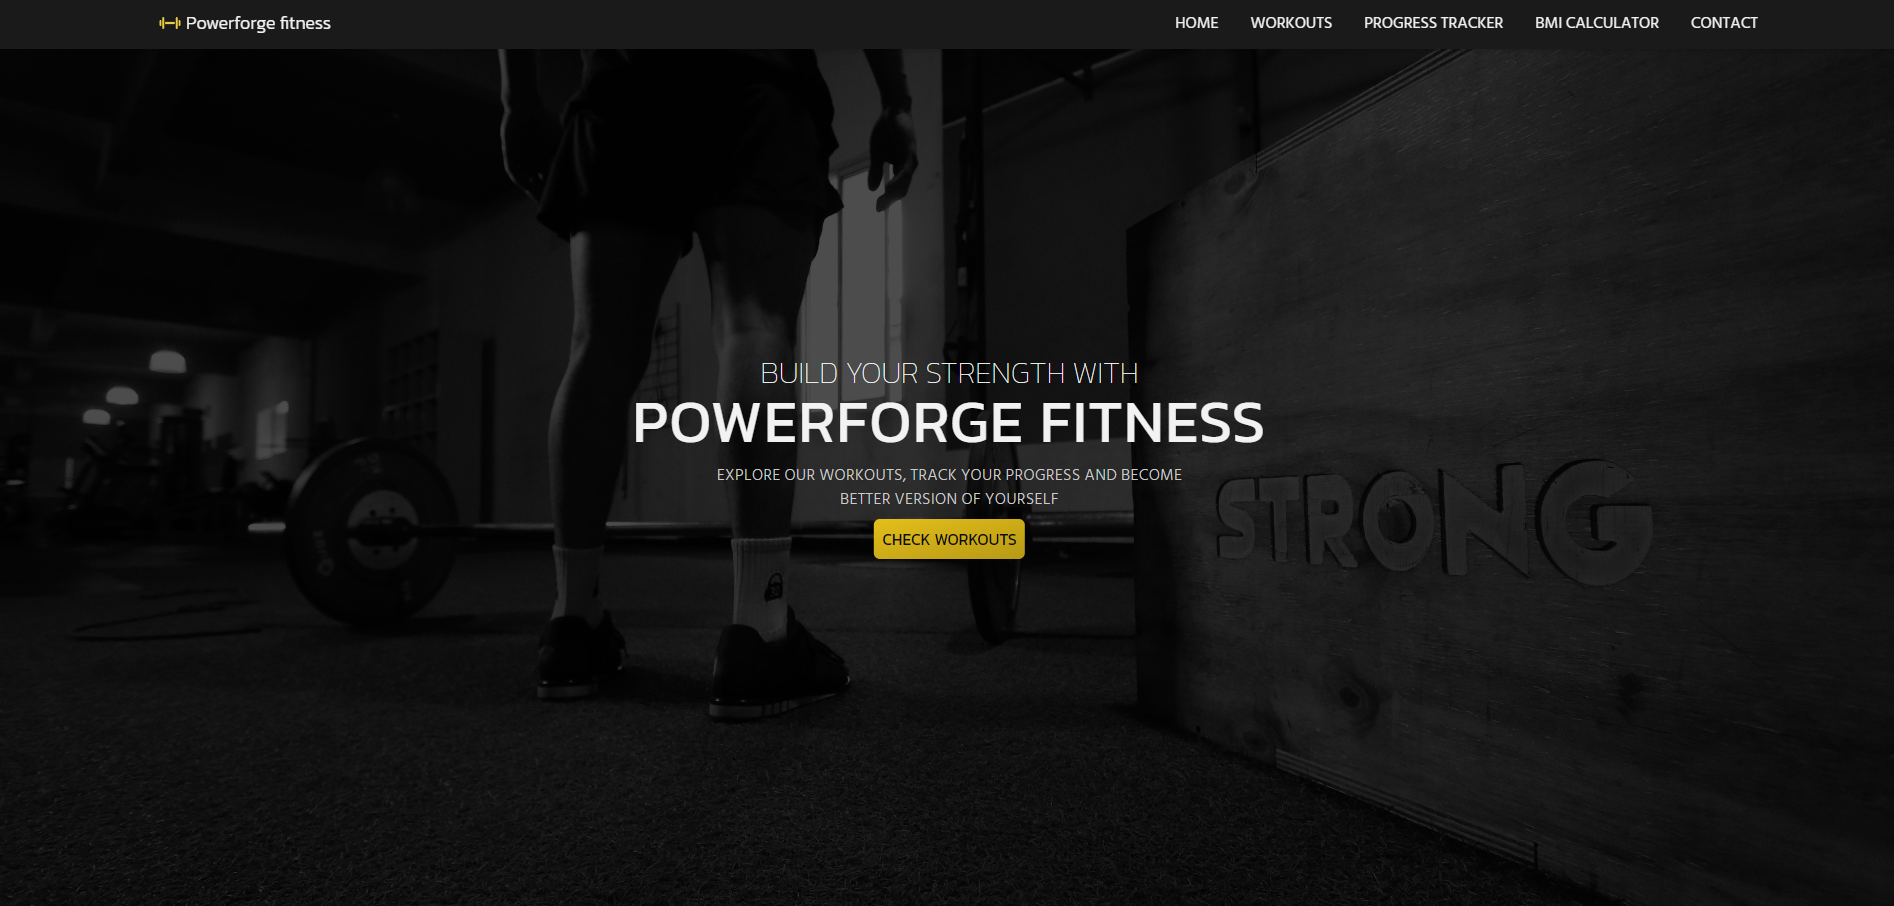 Powerforge fitness
HOME WORKOUTS PROGRESS TRACKER BMI CALCULATOR CONTACT
BUILD YOUR STRENGTH WITH
POWERFORGE FITNESS
EXPLORE OUR WORKOUTS, TRACK YOUR PROGRESS AND BECOME
BETTER VERSION OF YOURSELF
CHECK WORKOUTS
STRONG